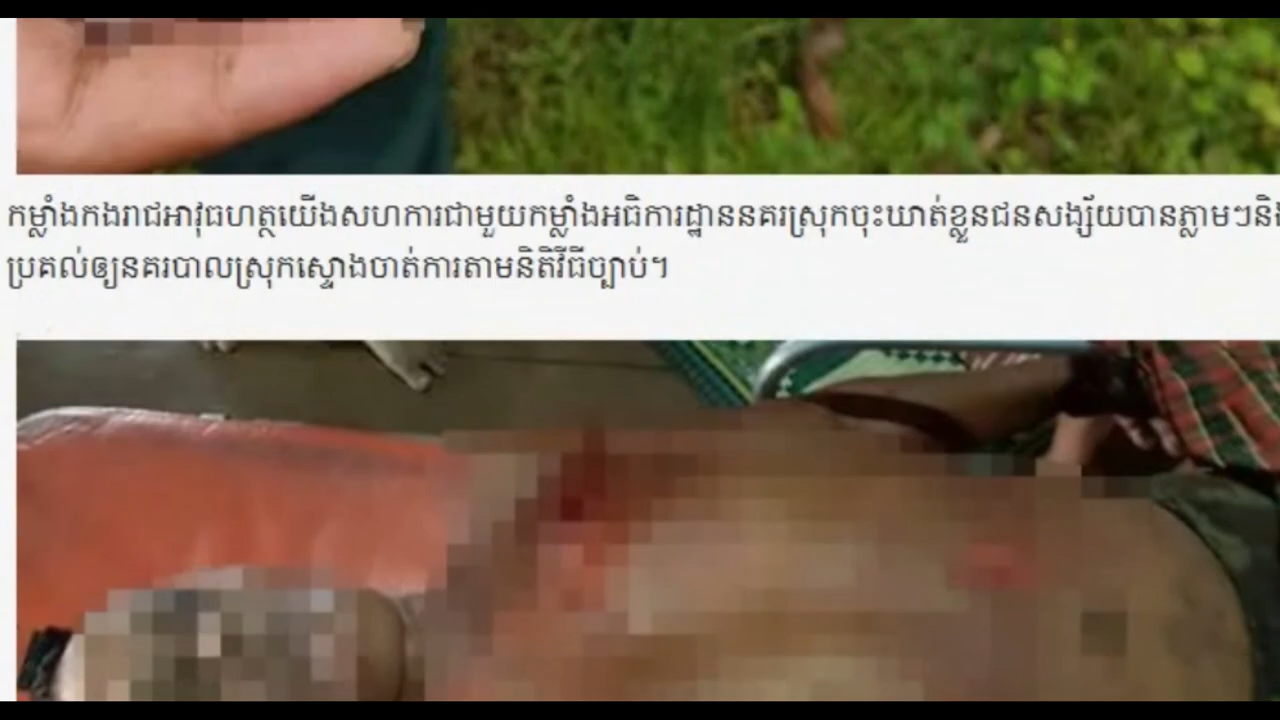 កម្លាំងកងរាជអាវុធហត្ថយើងសហការជាមួយកម្លាំងអធិការដ្ឋាននគរស្រុកចុះឃាត់ខ្លួនជនសង្ស័យបានភ្លាមៗនិង
ប្រគល់ឲ្យនគរបាលស្រុកស្ទោងចាត់ការតាមនិតិវីធីច្បាប់។